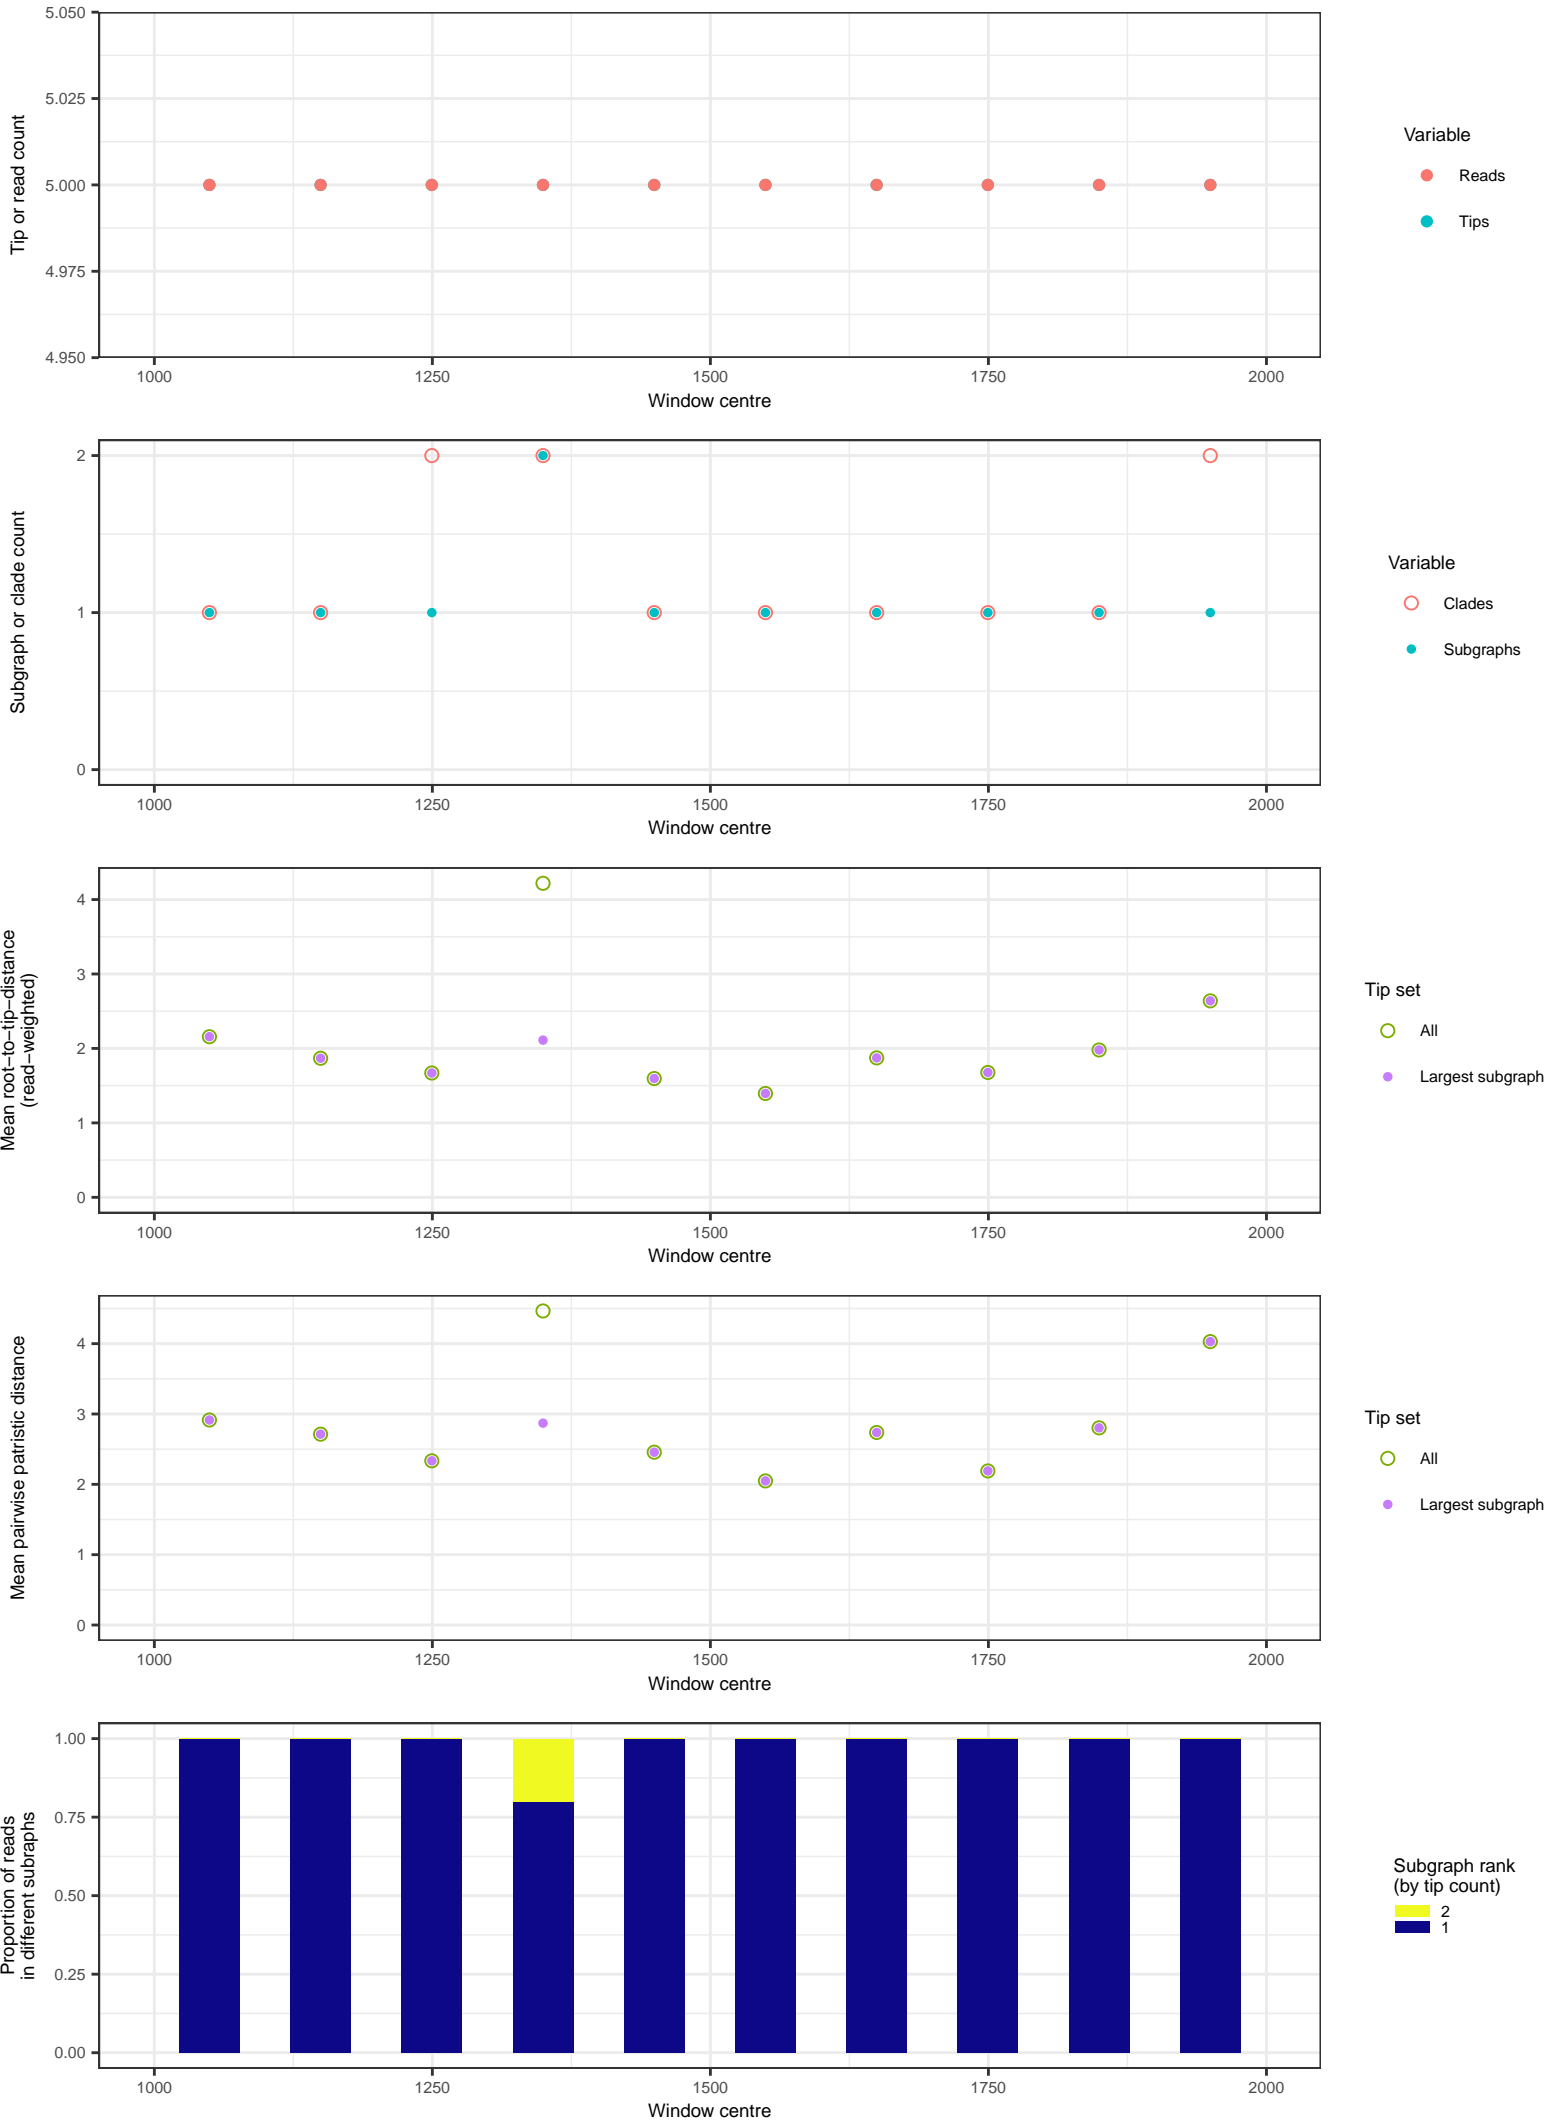 5.050
5.025
5.000
4.975
4.950
Tip or read count
1000 1250 1500 1750 2000
Window centre
Variable
Reads
Tips
2
1
0
Subgraph or clade count
1000 1250 1500 1750 2000
Window centre
Variable
Clades
Subgraphs
4
3
2
1
0
Mean root−to−tip−distance
(read−weighted)
1000 1250 1500 1750 2000
Window centre
Tip set
All
Largest subgraph
4
3
2
1
0
Mean pairwise patristic distance
1000 1250 1500 1750 2000
Window centre
Tip set
All
Largest subgraph
1.00
0.75
0.50
0.25
0.00
Proportion of reads
in different subraphs
1000 1250 1500 1750 2000
Window centre
Subgraph rank
(by tip count)
2
1